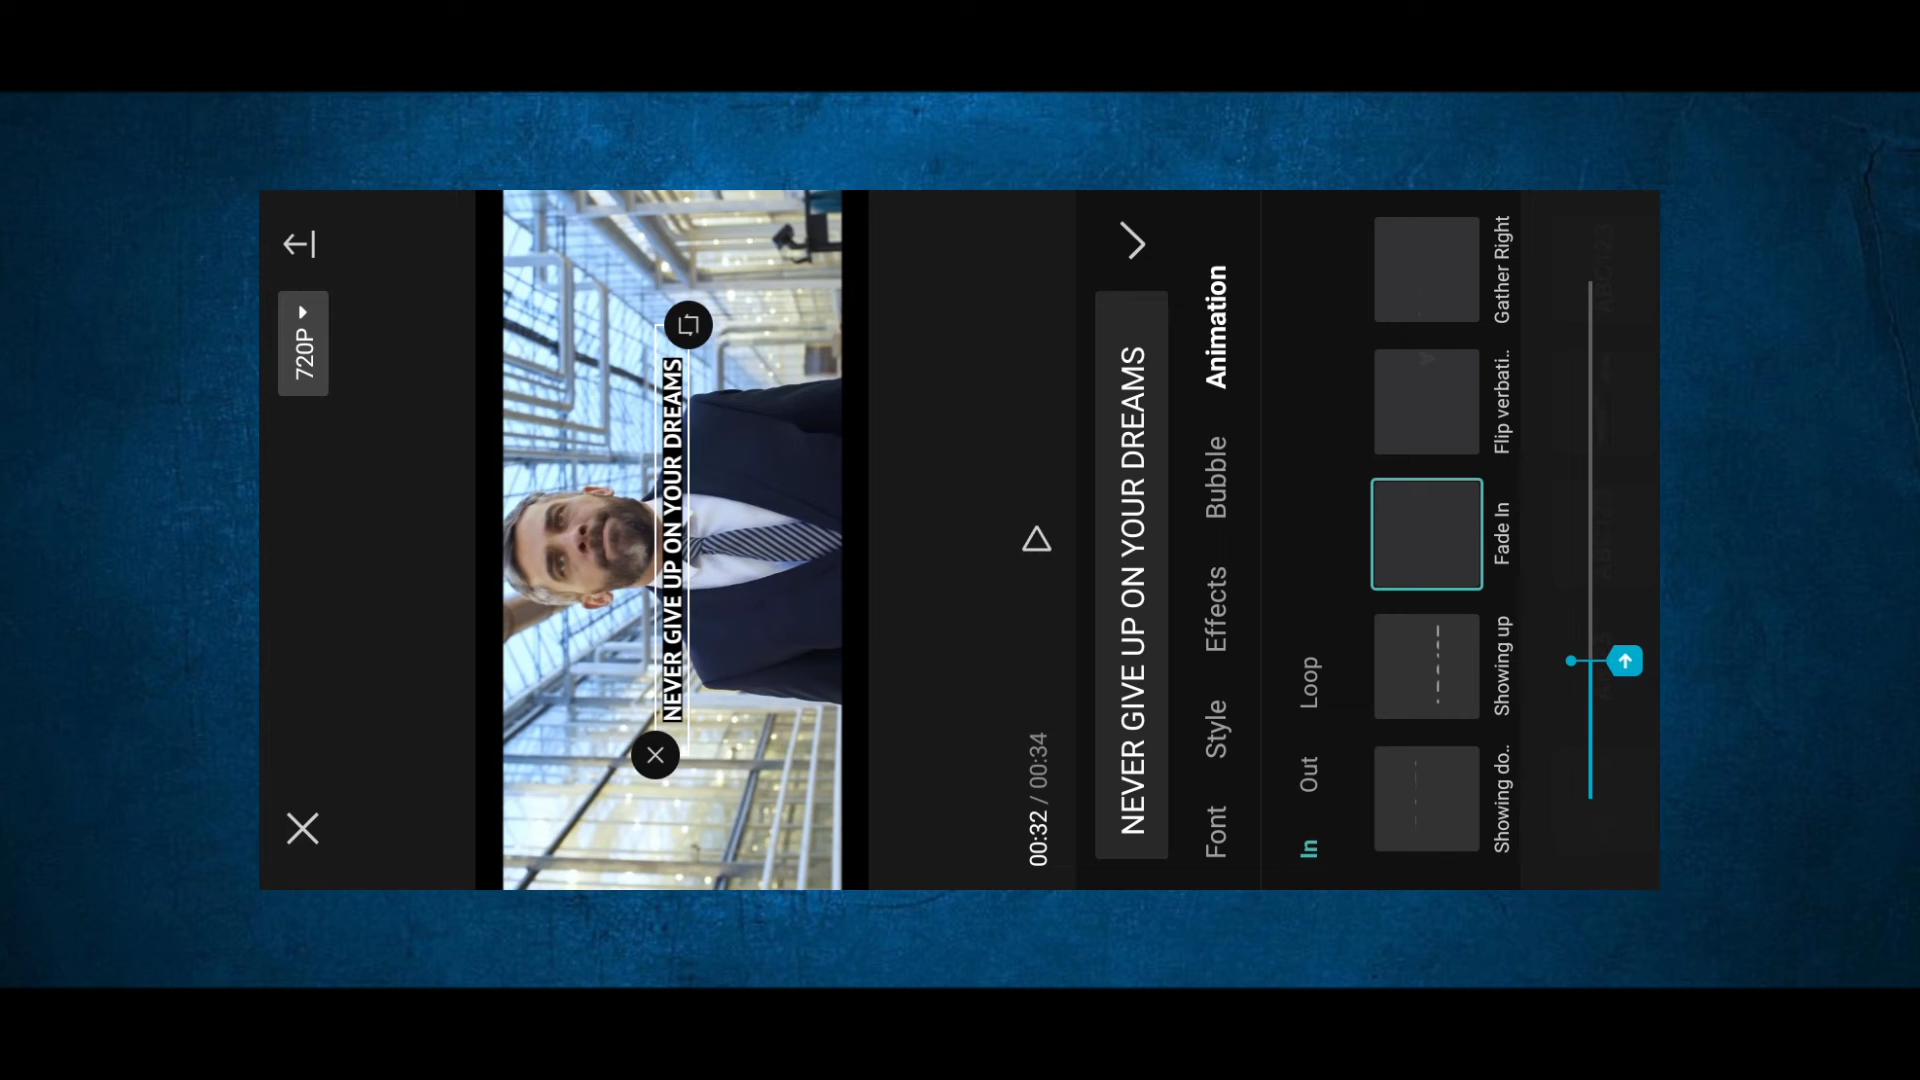 720P
NEVER GIVE UP ON YOUR DREAMS
00:32 / 00:34
NEVER GIVE UP ON YOUR DREAMS
Font Style Effects Bubble Animation
In Out Loop
Showing do.. Showing up Fade In Flip verbati.. Gather Right